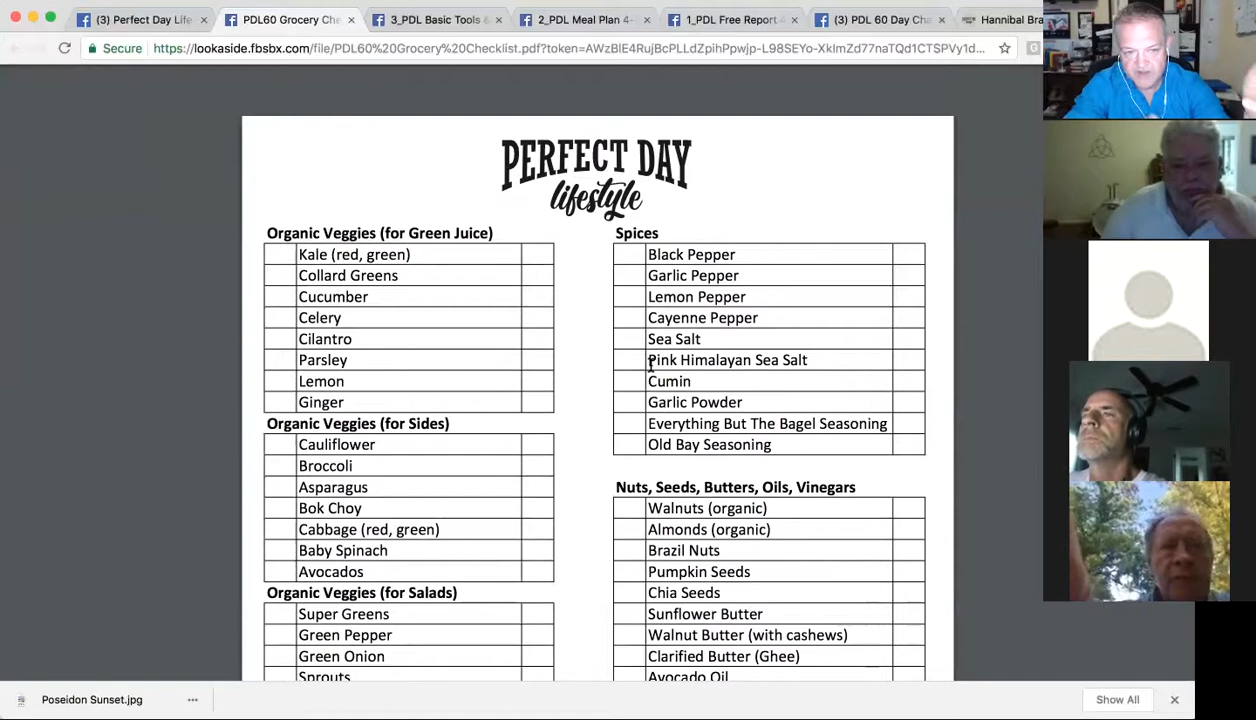 (3) Perfect Day Life
PDL60 Grocery Che
3_PDL Basic Tools &
2_PDL Meal Plan 4-
1_PDL Free Report
(3) PDL 60 Day Cha
Hannibal Bra
Secure
https://lookaside.fbsbx.com/file/PDL60%20Grocery%20Checklist.pdf?token=
PERFECT DAY
lifestyle
Organic Veggies (for Green Juice)
Kale (red, green)
Collard Greens
Cucumber
Celery
Cilantro
Parsley
Lemon
Ginger
Organic Veggies (for Sides)
Cauliflower
Broccoli
Asparagus
Bok Choy
Cabbage (red, green)
Baby Spinach
Avocados
Organic Veggies (for Salads)
Super Greens
Green Pepper
Green Onion
Sprouts
Spices
Black Pepper
Garlic Pepper
Lemon Pepper
Cayenne Pepper
Sea Salt
Pink Himalayan Sea Salt
Cumin
Garlic Powder
Everything But The Bagel Seasoning
Old Bay Seasoning
Nuts, Seeds, Butters, Oils, Vinegars
Walnuts (organic)
Almonds (organic)
Brazil Nuts
Pumpkin Seeds
Chia Seeds
Sunflower Butter
Walnut Butter (with cashews)
Clarified Butter (Ghee)
Avocado Oil
Poseidon Sunset.jpg
Show All